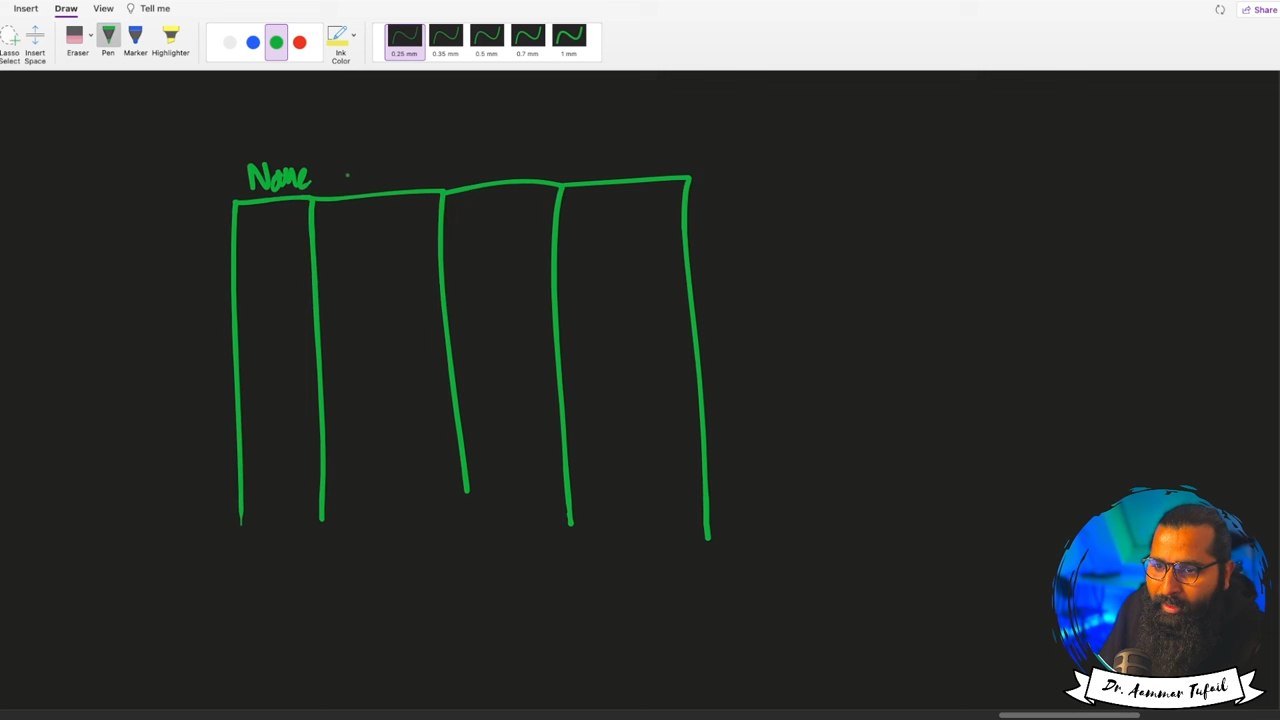 Insert Draw View Tell me Share
Lasso Select Insert Space Eraser Pen Marker Highlighter Ink Color 0.25 mm 0.35 mm 0.5 mm 0.7 mm 1 mm
Name
Dr. Aammar Tufail